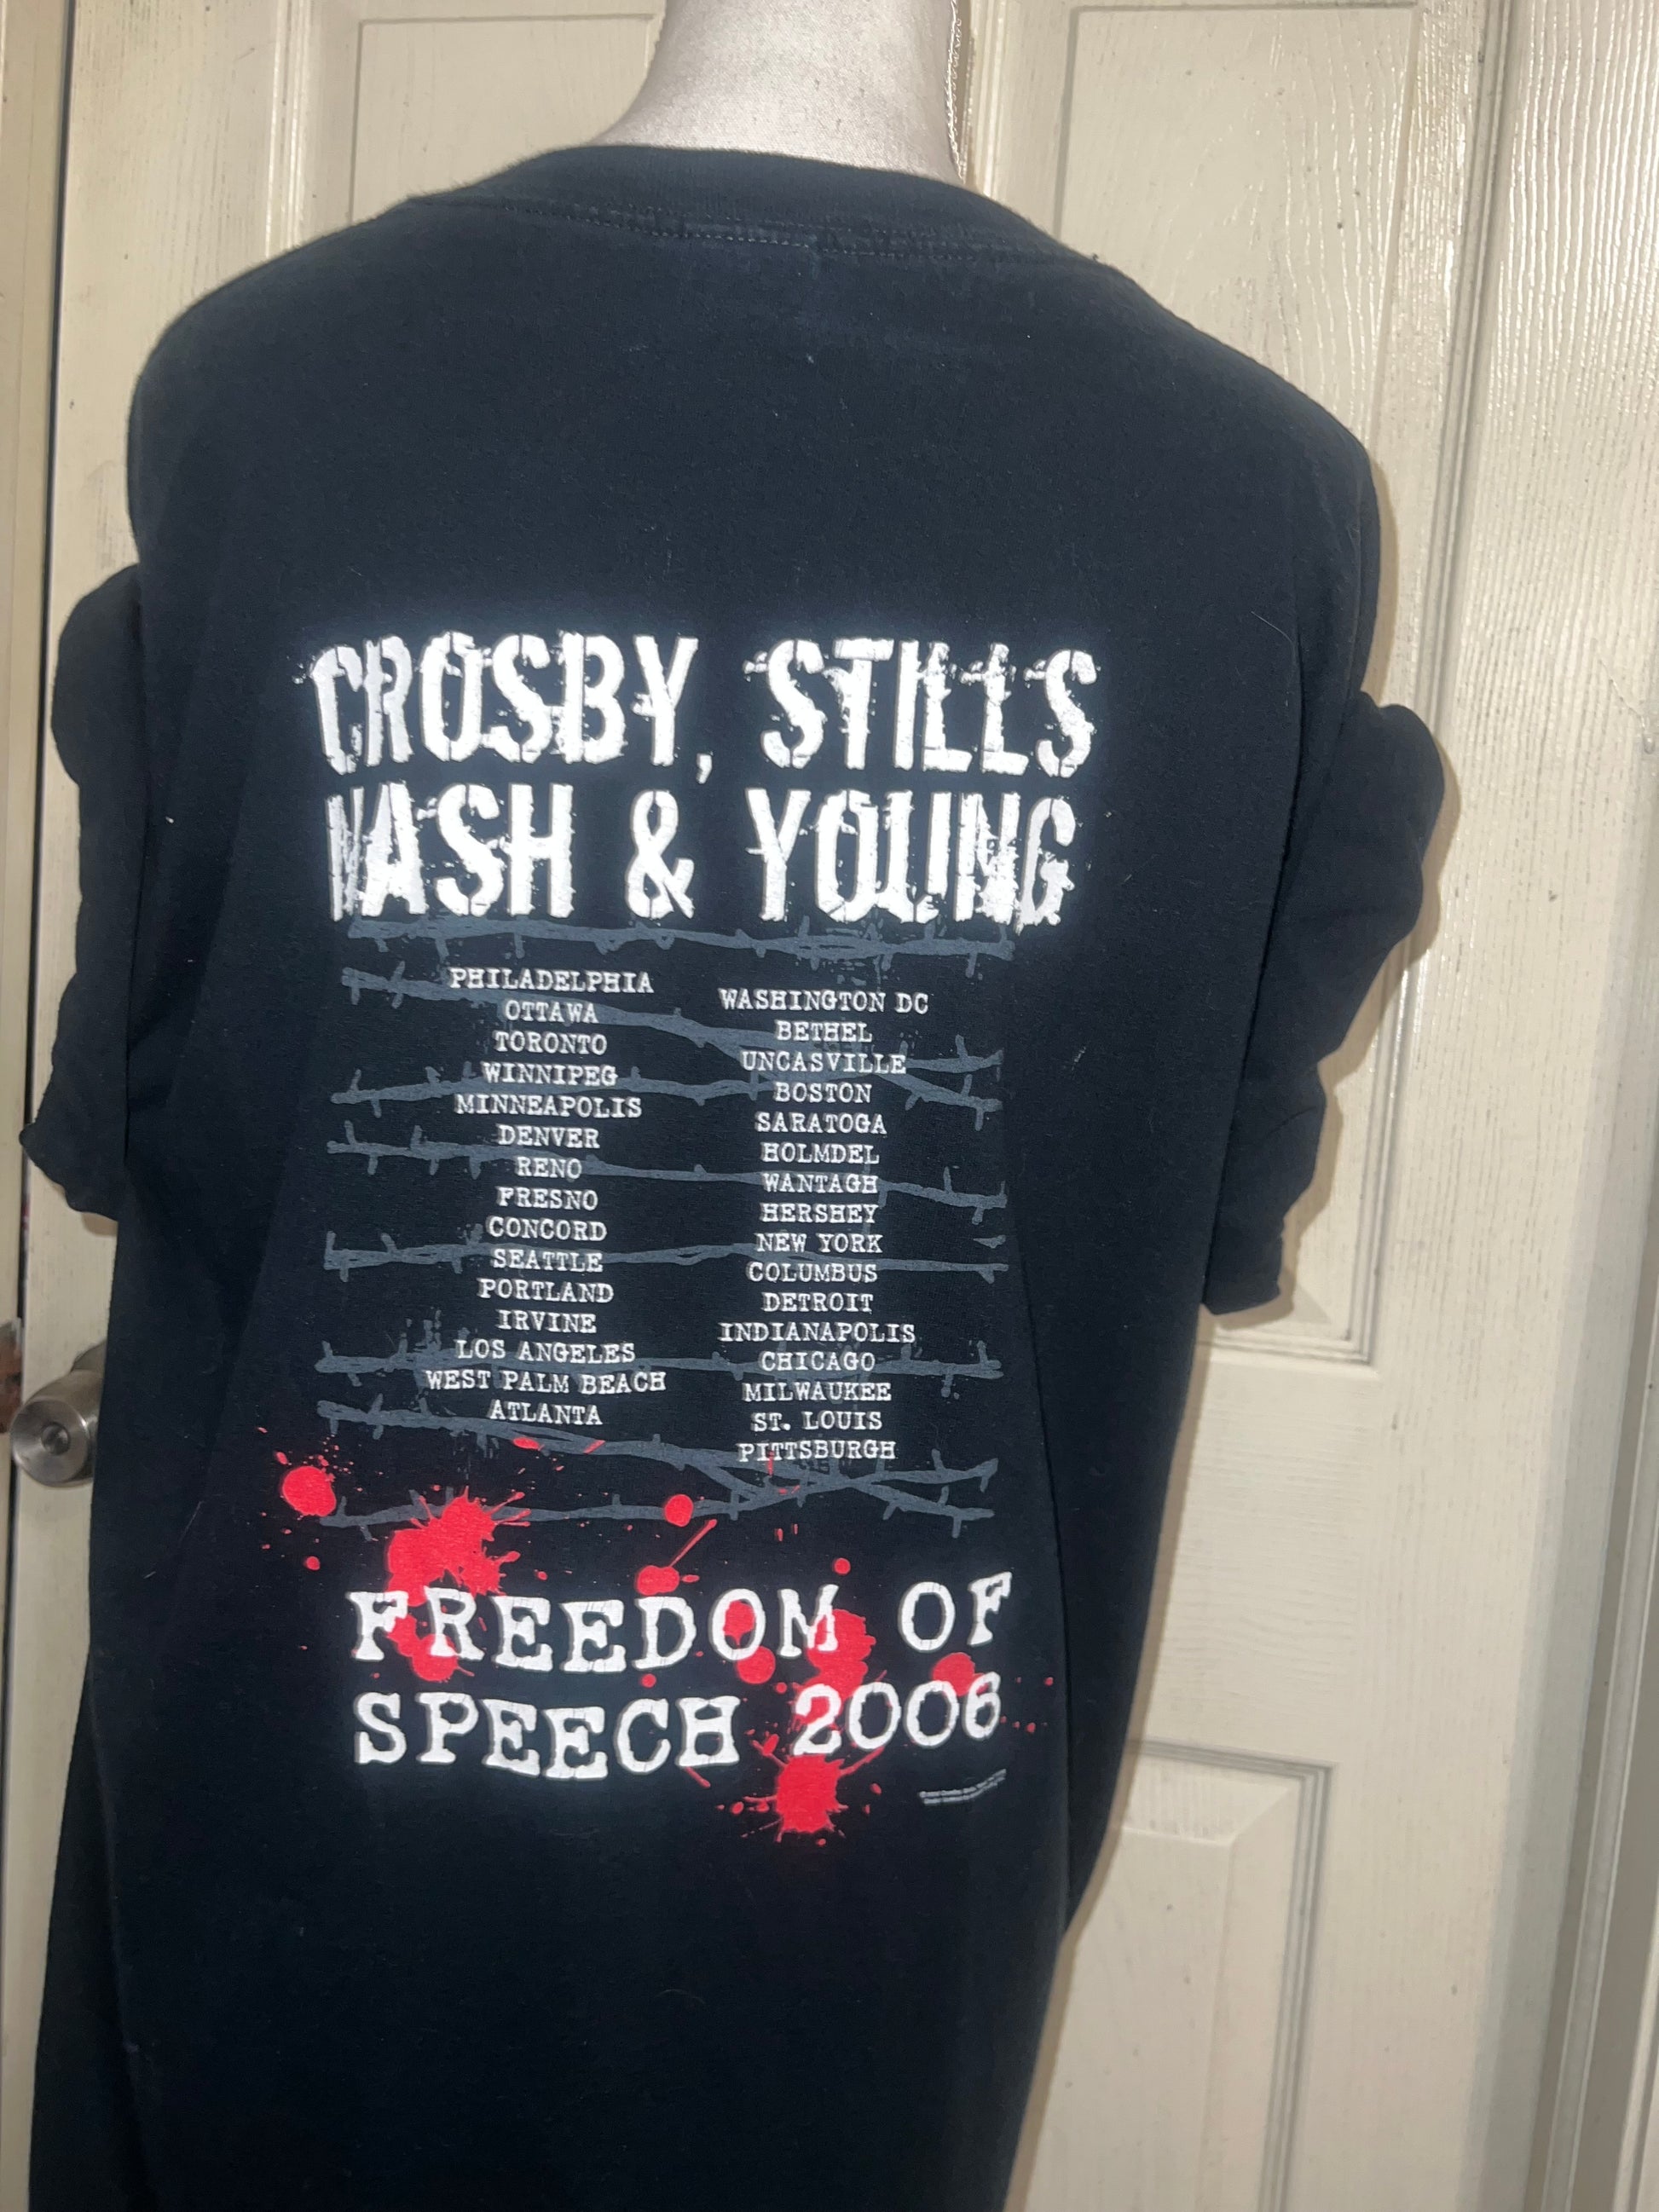 CROSBY, STILLS
NASH & YOUNG
PHILADELPHIA
OTTAWA
TORONTO
WINNIPEG
MINNEAPOLIS
DENVER
RENO
FRESNO
CONCORD
SEATTLE
PORTLAND
IRVINE
LOS ANGELES
WEST PALM BEACH
ATLANTA
WASHINGTON DC
BETHEL
UNCASVILLE
BOSTON
SARATOGA
HOLMDEL
WANTAGH
HERSHEY
NEW YORK
COLUMBUS
DETROIT
INDIANAPOLIS
CHICAGO
MILWAUKEE
ST. LOUIS
PITTSBURGH
FREEDOM OF
SPEECH 2006